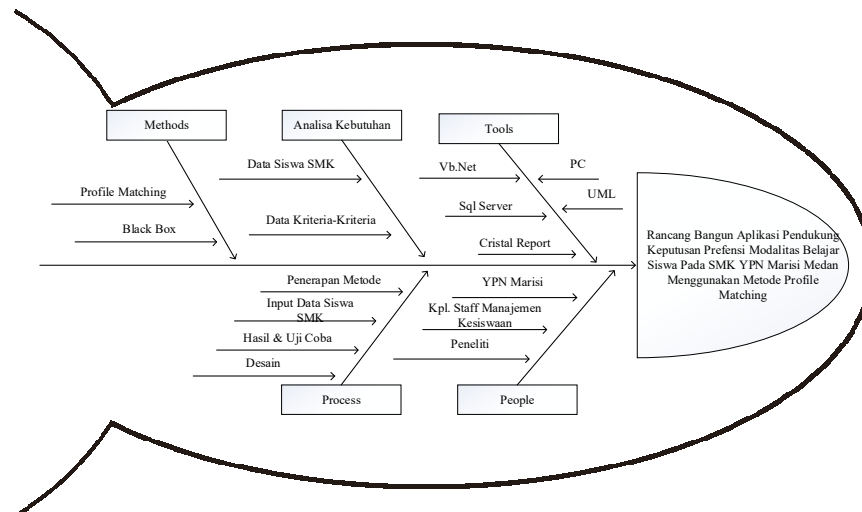 Methods
Analisa Kebutuhan
Tools
Data Siswa SMK
Vb.Net
PC
Profile Matching
Sql Server
UML
Black Box
Data Kriteria-Kriteria
Cristal Report
Rancang Bangun Aplikasi Pendukung
Keputusan Prefensi Modalitas Belajar
Siswa Pada SMK YPN Marisi Medan
Menggunakan Metode Profile
Matching
Penerapan Metode
Input Data Siswa
SMK
Hasil & Uji Coba
Desain
YPN Marisi
Kpl. Staff Manajemen
Kesiswaan
Peneliti
Process
People